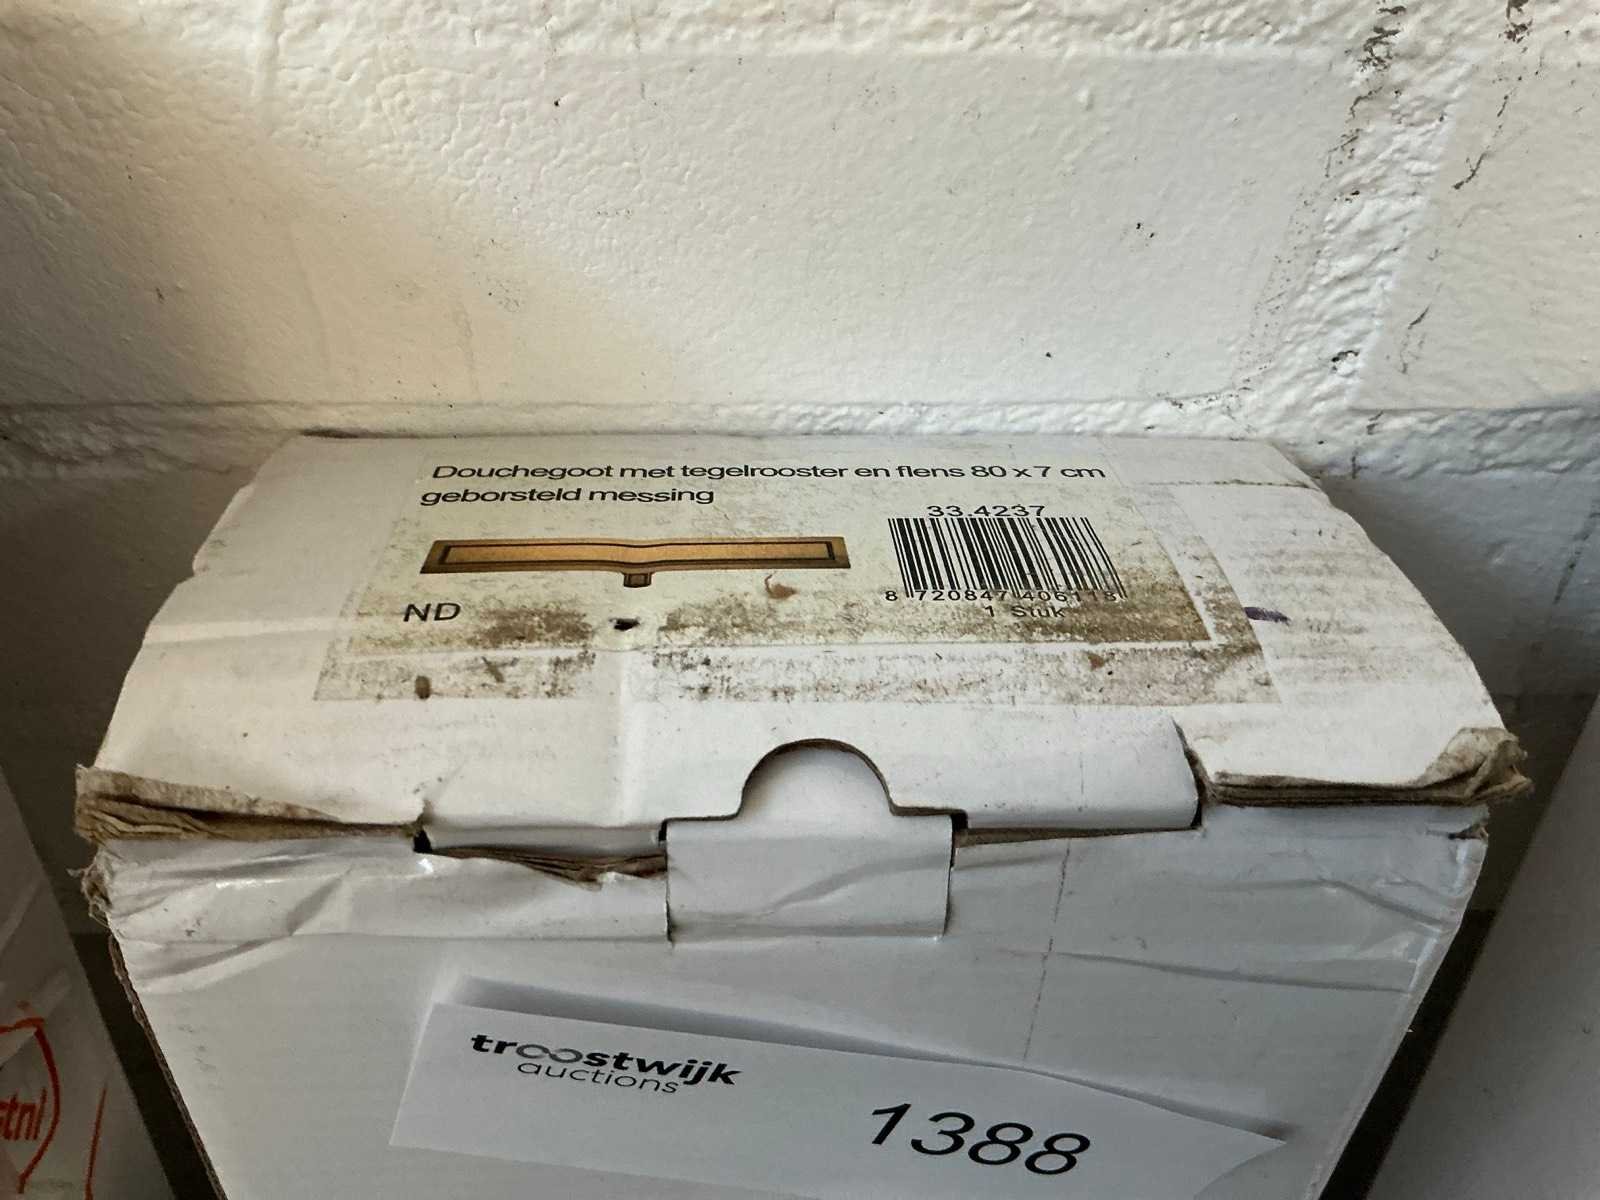 Douchegoot met tegelrooster en flens 80 x 7 cm
geborsteld messing
33.4237
8 720847 406118
1 Stuk
ND
troostwijk
auctions
1388